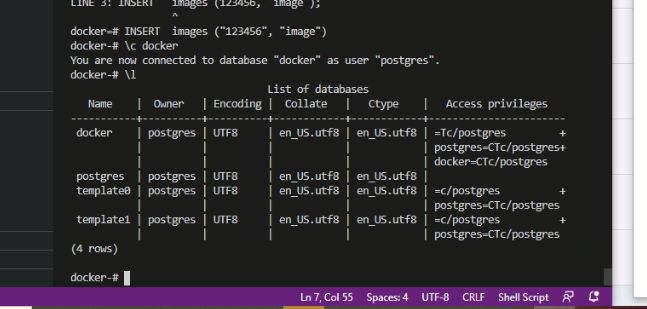 LINE 3: INSERT   images (123456, "image");
^
docker=# INSERT  images ("123456", "image")
docker-# \c docker
You are now connected to database "docker" as user "postgres".
docker-# \l
List of databases
Name | Owner | Encoding | Collate | Ctype | Access privileges
-----------+----------+----------+------------+------------+-----------------------
docker | postgres | UTF8 | en_US.utf8 | en_US.utf8 | =Tc/postgres +
| | | | | postgres=CTc/postgres+
| | | | | docker=CTc/postgres
postgres | postgres | UTF8 | en_US.utf8 | en_US.utf8 |
template0 | postgres | UTF8 | en_US.utf8 | en_US.utf8 | =c/postgres +
| | | | | postgres=CTc/postgres
template1 | postgres | UTF8 | en_US.utf8 | en_US.utf8 | =c/postgres +
| | | | | postgres=CTc/postgres
(4 rows)
docker-#
Ln 7, Col 55 Spaces: 4 UTF-8 CRLF Shell Script